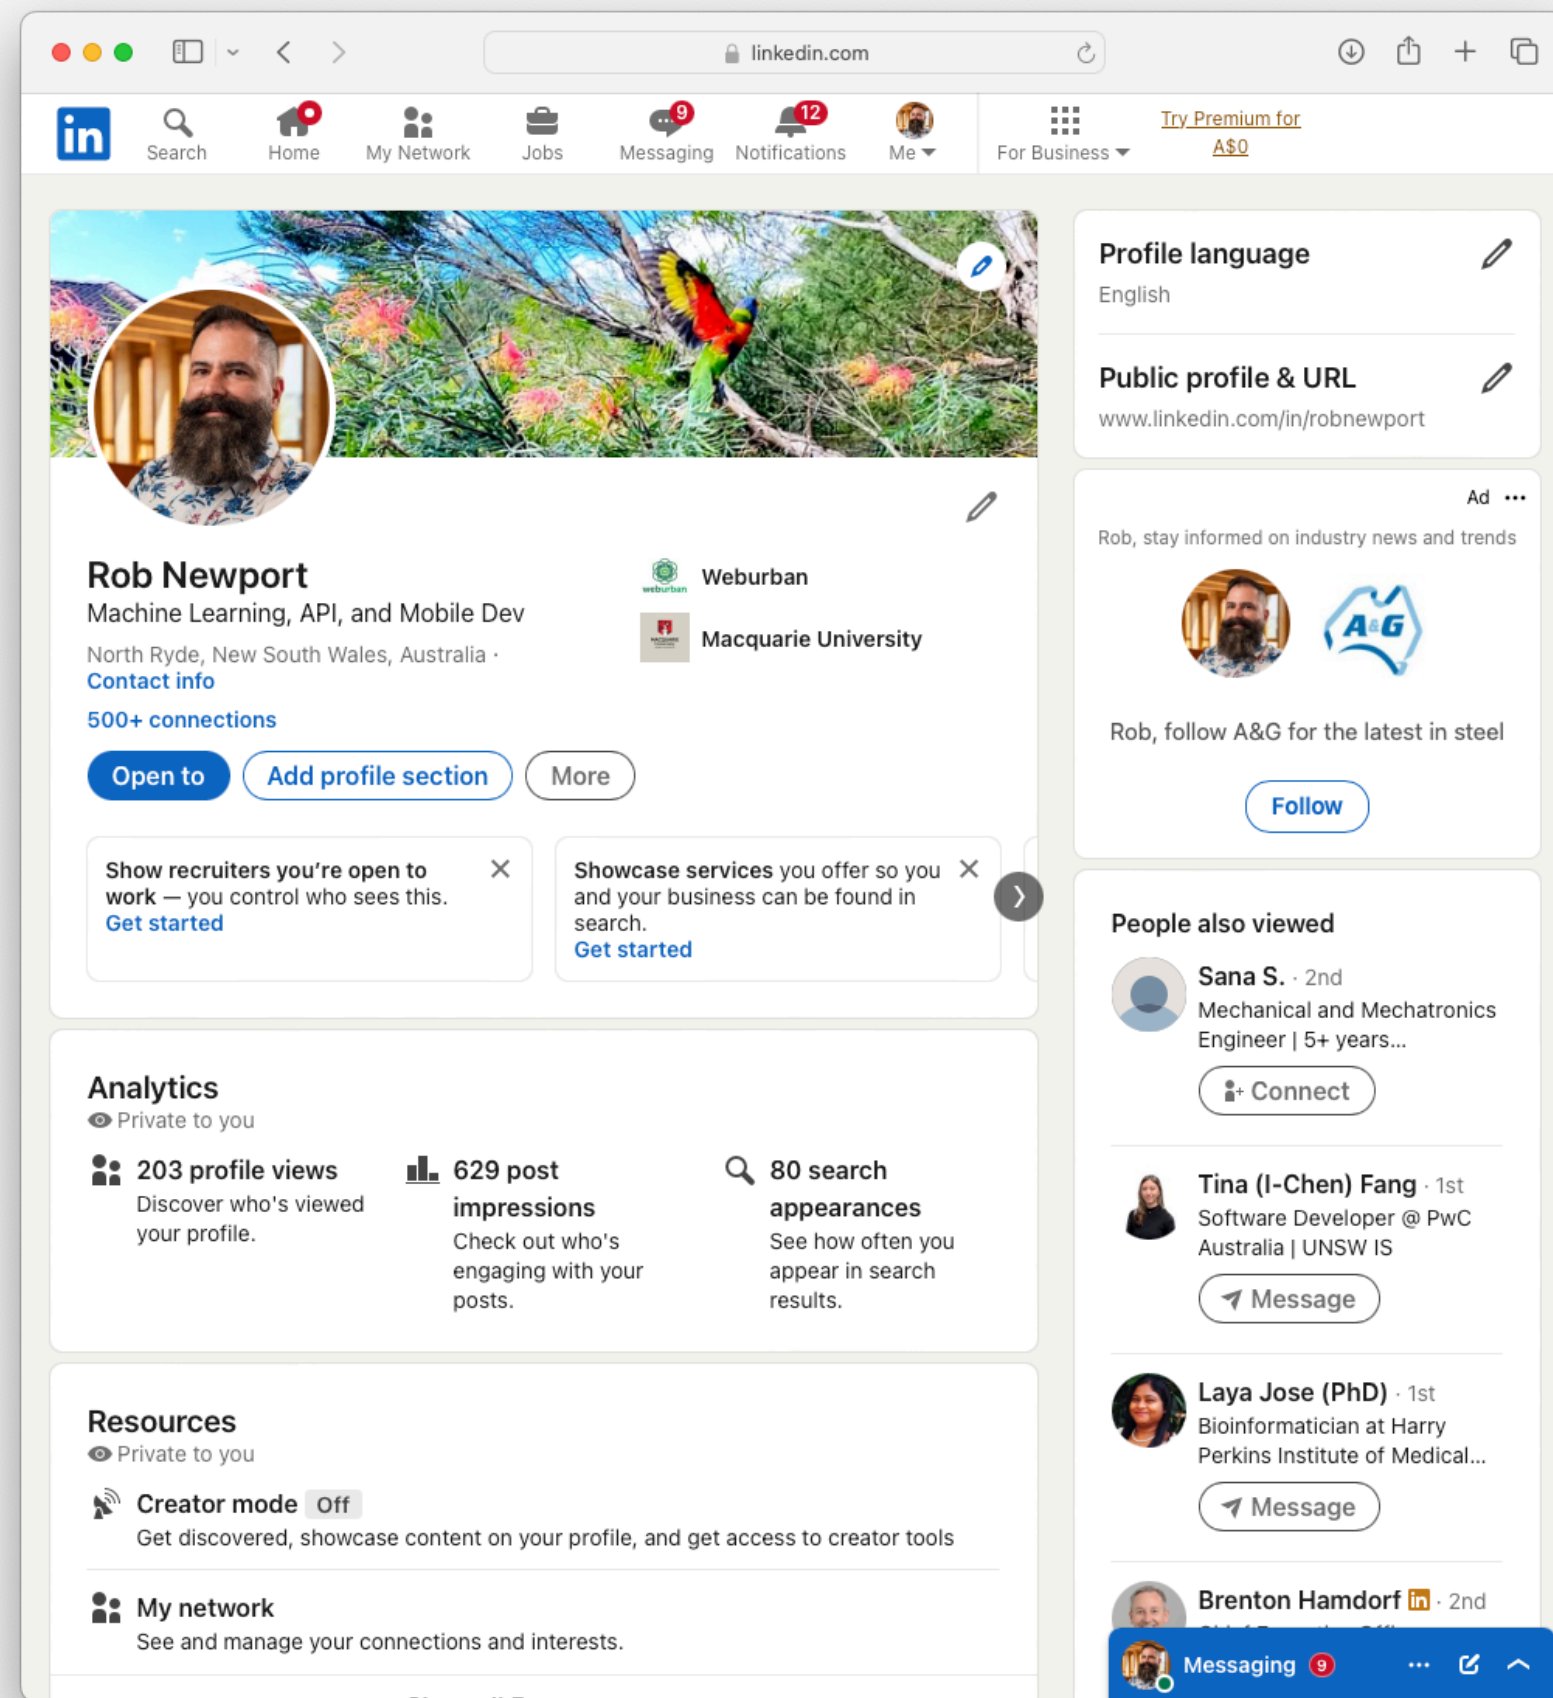 linkedin.com
in
Search
Home
My Network
Jobs
9
Messaging
12
Notifications
Me
For Business
Try Premium for
A$0
Rob Newport
Machine Learning, API, and Mobile Dev
North Ryde, New South Wales, Australia ·
Contact info
500+ connections
weburban
Weburban
Macquarie University
Open to
Add profile section
More
Show recruiters you're open to
work — you control who sees this.
Get started
Showcase services you offer so you
and your business can be found in
search.
Get started
Analytics
Private to you
203 profile views
Discover who's viewed
your profile.
629 post
impressions
Check out who's
engaging with your
posts.
80 search
appearances
See how often you
appear in search
results.
Resources
Private to you
Creator mode Off
Get discovered, showcase content on your profile, and get access to creator tools
My network
See and manage your connections and interests.
Profile language
English
Public profile & URL
www.linkedin.com/in/robnewport
Ad
Rob, stay informed on industry news and trends
A&G
Rob, follow A&G for the latest in steel
Follow
People also viewed
Sana S. · 2nd
Mechanical and Mechatronics
Engineer | 5+ years...
Connect
Tina (I-Chen) Fang · 1st
Software Developer @ PwC
Australia | UNSW IS
Message
Laya Jose (PhD) · 1st
Bioinformatician at Harry
Perkins Institute of Medical...
Message
Brenton Hamdorf in · 2nd
Messaging 9